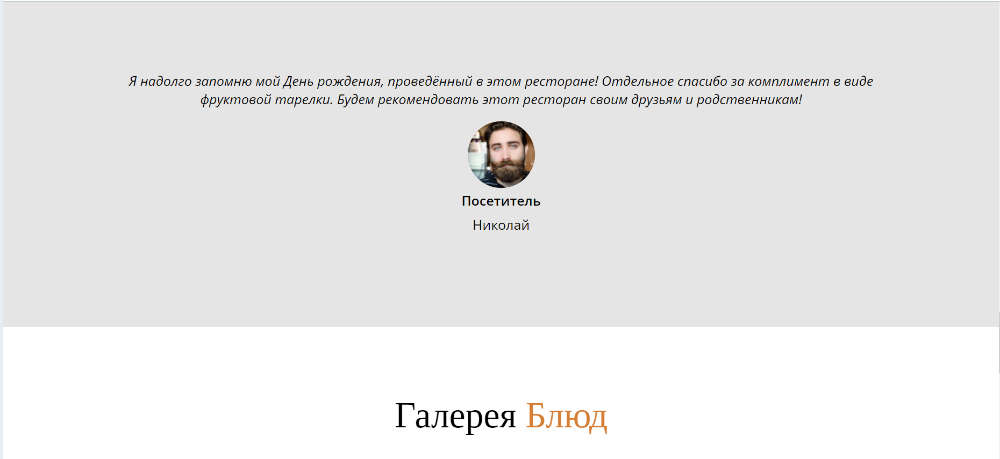 Я надолго запомню мой День рождения, проведённый в этом ресторане! Отдельное спасибо за комплимент в виде
фруктовой тарелки. Будем рекомендовать этот ресторан своим друзьям и родственникам!
Посетитель
Николай
Галерея Блюд